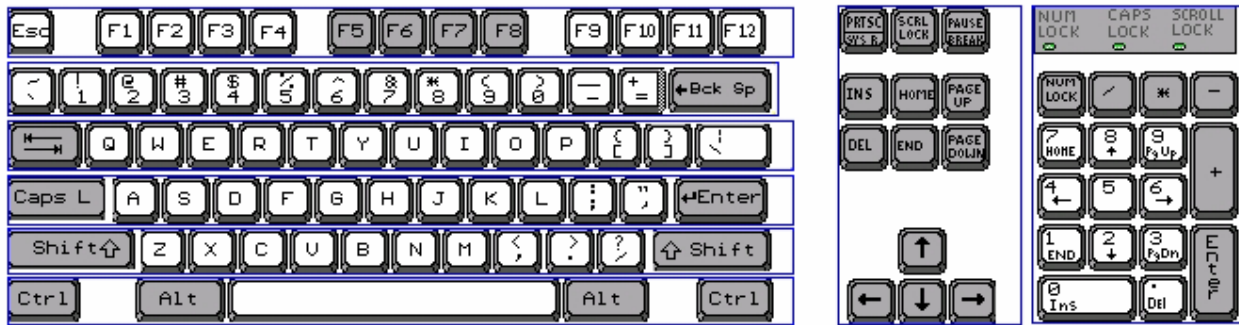 Esc F1 F2 F3 F4 F5 F6 F7 F8 F9 F10 F11 F12
~ ` ! 1 @ 2 # 3 $ 4 % 5 ^ 6 & 7 * 8 ( 9 ) 0 _ - + = ←Bck Sp
Q W E R T Y U I O P { [ } ] | \
Caps L A S D F G H J K L : ; " , ↵Enter
Shift⇧ Z X C V B N M < , > . ? / ⇧ Shift
Ctrl Alt Alt Ctrl
PRTSC SYS R SCRL LOCK PAUSE BREAK
INS HOME PAGE UP
DEL END PAGE DOWN
↑
← ↓ →
NUM LOCK CAPS LOCK SCROLL LOCK
NUM LOCK / * -
7 HOME 8 ↑ 9 PgUp +
4 ← 5 6 →
1 END 2 ↓ 3 PgDn Enter
0 Ins . Del